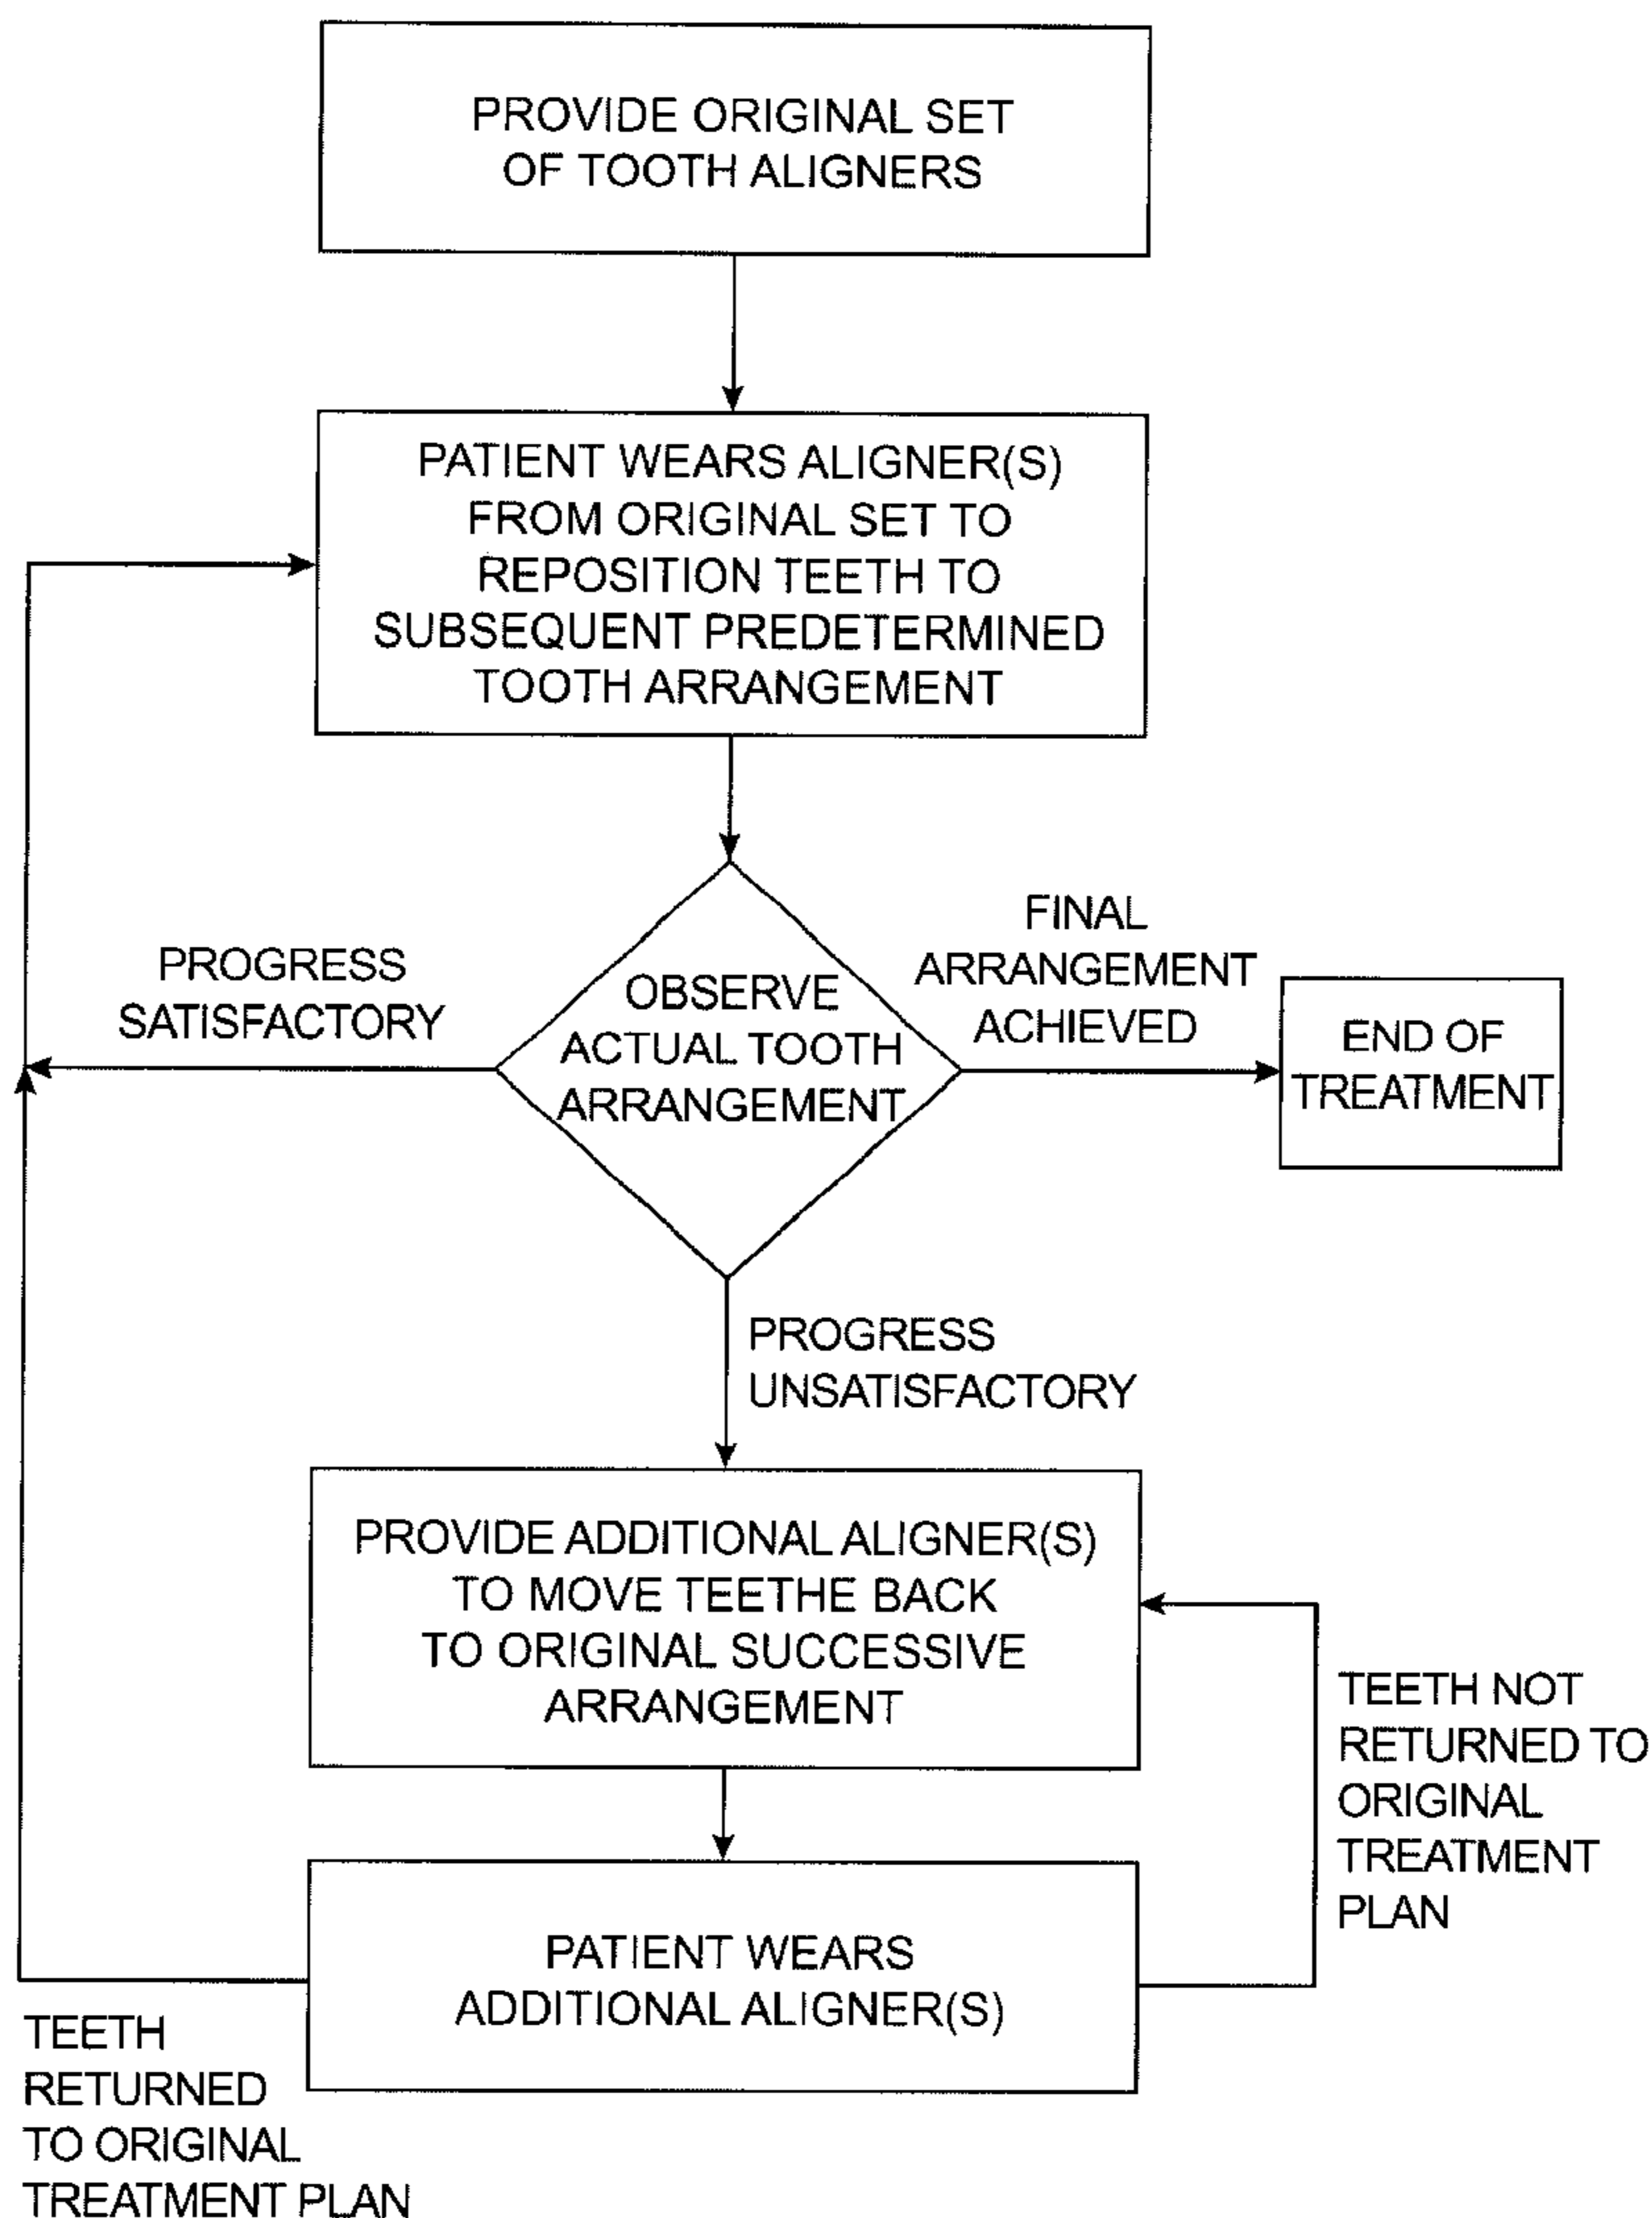 PROVIDE ORIGINAL SET
OF TOOTH ALIGNERS
PATIENT WEARS ALIGNER(S)
FROM ORIGINAL SET TO
REPOSITION TEETH TO
SUBSEQUENT PREDETERMINED
TOOTH ARRANGEMENT
PROGRESS
SATISFACTORY
OBSERVE
ACTUAL TOOTH
ARRANGEMENT
FINAL
ARRANGEMENT
ACHIEVED
END OF
TREATMENT
PROGRESS
UNSATISFACTORY
PROVIDE ADDITIONAL ALIGNER(S)
TO MOVE TEETHE BACK
TO ORIGINAL SUCCESSIVE
ARRANGEMENT
TEETH NOT
RETURNED TO
ORIGINAL
TREATMENT
PLAN
PATIENT WEARS
ADDITIONAL ALIGNER(S)
TEETH
RETURNED
TO ORIGINAL
TREATMENT PLAN